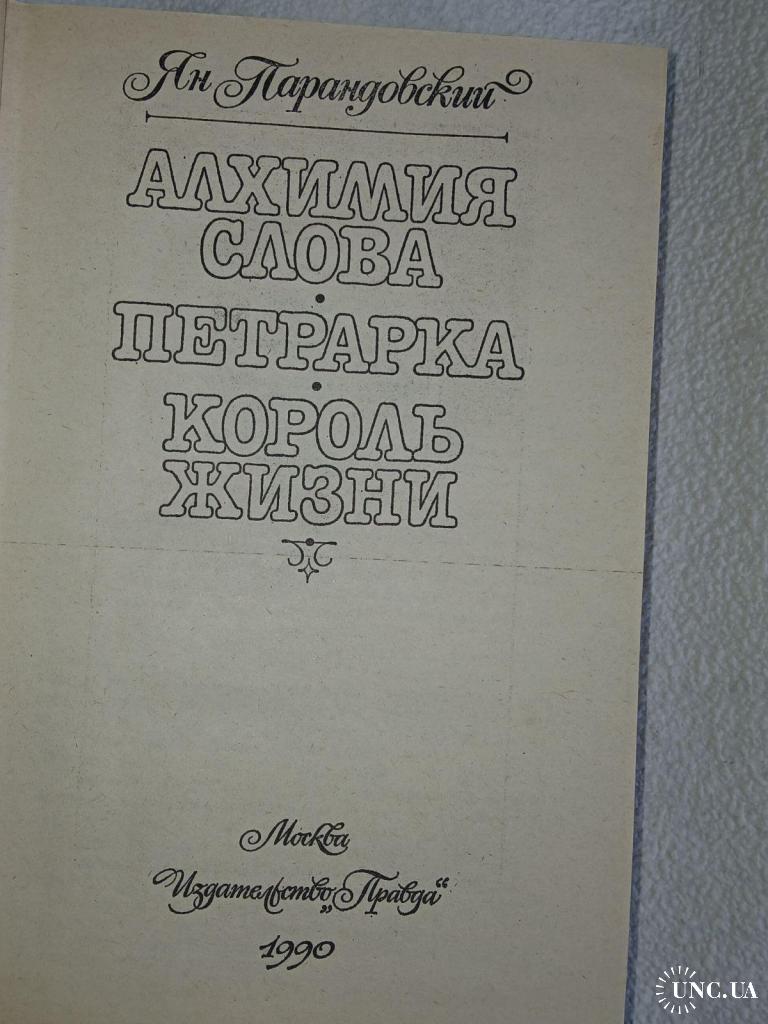 Ян Парандовский
АЛХИМИЯ
СЛОВА
•
ПЕТРАРКА
•
КОРОЛЬ
ЖИЗНИ
Москва
Издательство „Правда“
1990
UNC.UA